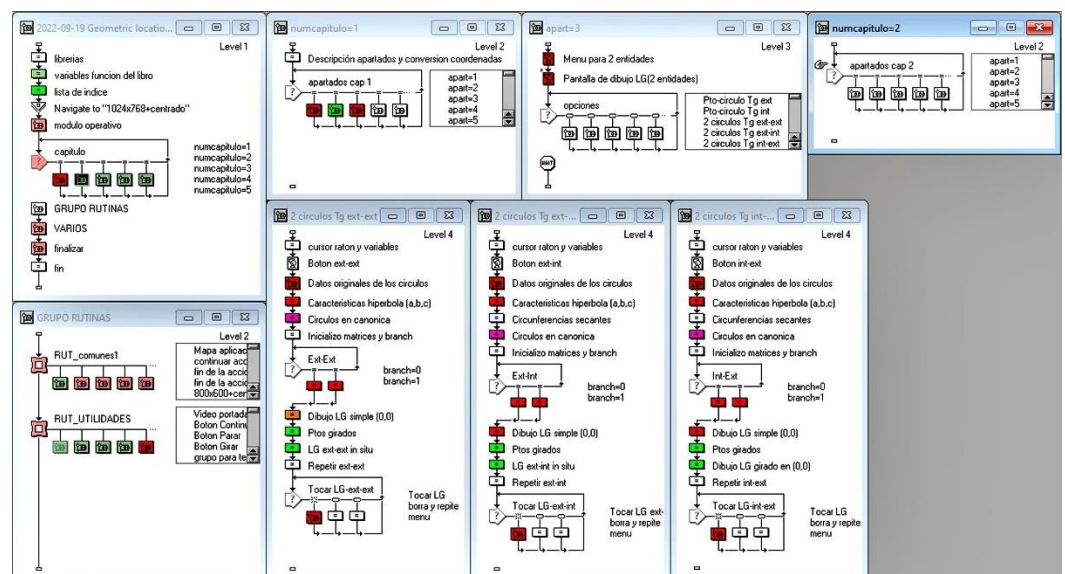 2022-09-19 Geometric locatio...
Level 1
librerias
variables funcion del libro
lista de indice
Navigate to "1024x768+centrado"
modulo operativo
capitulo
numcapitulo=1
numcapitulo=2
numcapitulo=3
numcapitulo=4
numcapitulo=5
GRUPO RUTINAS
VARIOS
finalizar
fin
numcapitulo=1
Level 2
Descripción apartados y conversion coordenadas
apartados cap 1
apart=1
apart=2
apart=3
apart=4
apart=5
apart=3
Level 3
Menu para 2 entidades
Pantalla de dibujo LG(2 entidades)
opciones
Pto-circulo Tg ext
Pto-circulo Tg int
2 circulos Tg ext-ext
2 circulos Tg ext-int
2 circulos Tg int-ext
WAIT
numcapitulo=2
Level 2
apartados cap 2
apart=1
apart=2
apart=3
apart=4
apart=5
GRUPO RUTINAS
Level 2
RUT_comunes1
Mapa aplicac
continuar acc
fin de la accio
fin de la accio
800x600+cen
RUT_UTILIDADES
Video portada
Boton Continu
Boton Parar
Boton Girar
grupo para te
2 circulos Tg ext-ext
Level 4
cursor raton y variables
Boton ext-ext
Datos originales de los circulo
Caracteristicas hiperbola (a,b,c)
Circulos en canonica
Inicializo matrices y branch
Ext-Ext
branch=0
branch=1
Dibujo LG simple (0,0)
Ptos girados
LG ext-ext in situ
Repetir ext-ext
Tocar LG-ext-ext
Tocar LG
borra y repite
menu
2 circulos Tg ext-...
Level 4
cursor raton y variables
Boton ext-int
Datos originales de los circulo
Caracteristicas hiperbola (a,b,c)
Circunferencias secantes
Circulos en canonica
Inicializo matrices y branch
Ext-Int
branch=0
branch=1
Dibujo LG simple (0,0)
Ptos girados
LG ext-int in situ
Repetir ext-int
Tocar LG-ext-int
Tocar LG ext-
borra y repite
menu
2 circulos Tg int-...
Level 4
cursor raton y variables
Boton int-ext
Datos originales de los circulo
Caracteristicas hiperbola (a,b,c)
Circunferencias secantes
Circulos en canonica
Inicializo matrices y branch
Int-Ext
branch=0
branch=1
Dibujo LG simple (0,0)
Ptos girados
Dibujo LG girado en (0,0)
Repetir int-ext
Tocar LG-int-ext
Tocar LG
borra y repite
menu